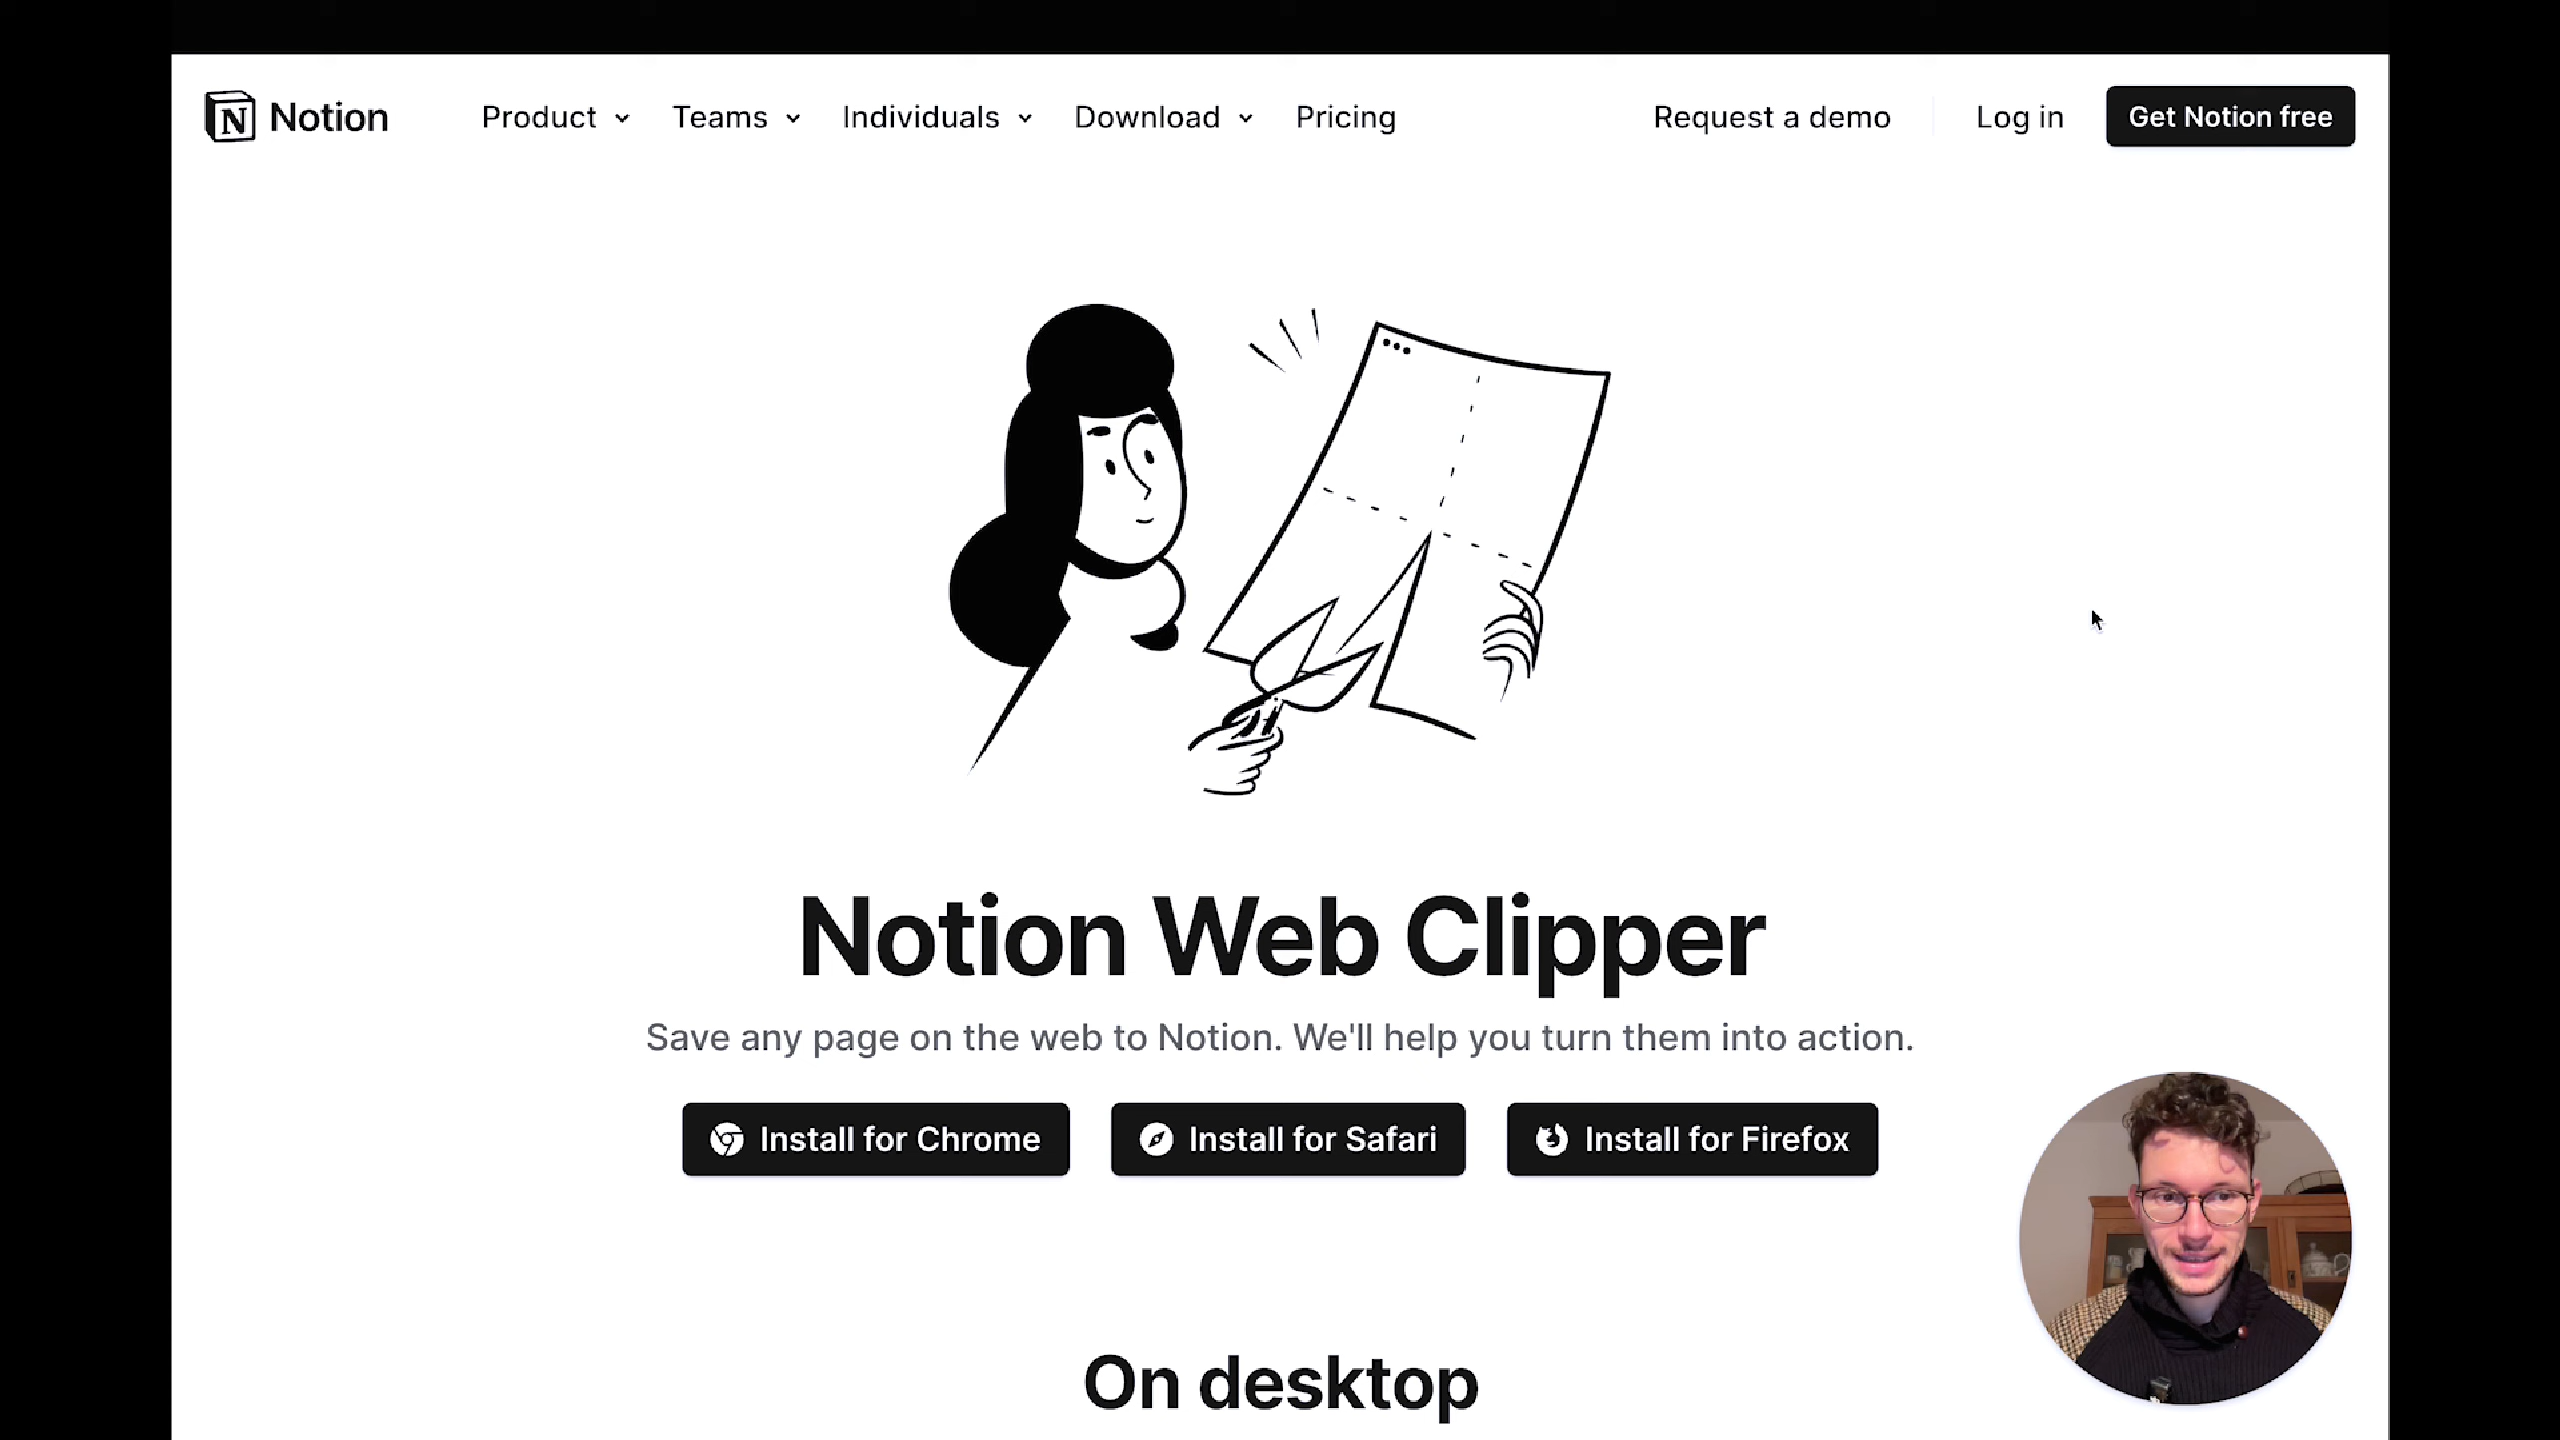 Notion Product Teams Individuals Download Pricing Request a demo Log in Get Notion free
Notion Web Clipper
Save any page on the web to Notion. We'll help you turn them into action.
Install for Chrome Install for Safari Install for Firefox
On desktop